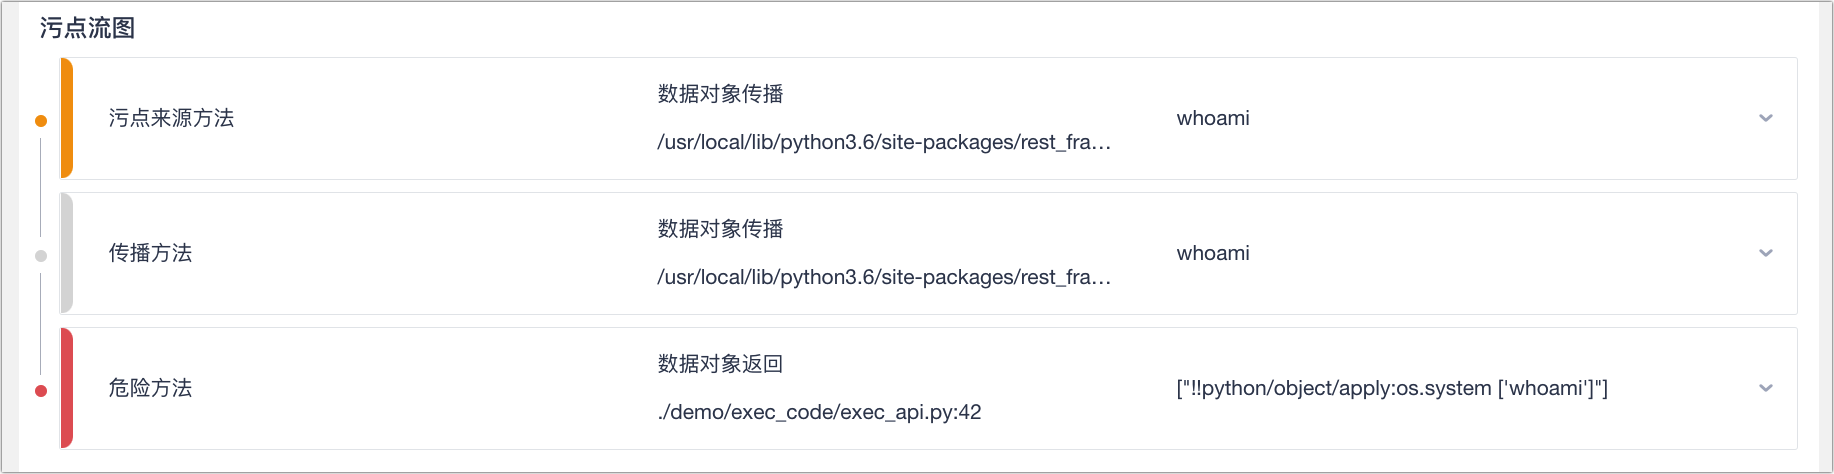 污点流图
污点来源方法
数据对象传播
/usr/local/lib/python3.6/site-packages/rest_fra...
whoami
传播方法
数据对象传播
/usr/local/lib/python3.6/site-packages/rest_fra...
whoami
危险方法
数据对象返回
./demo/exec_code/exec_api.py:42
["!!python/object/apply:os.system ['whoami']"]